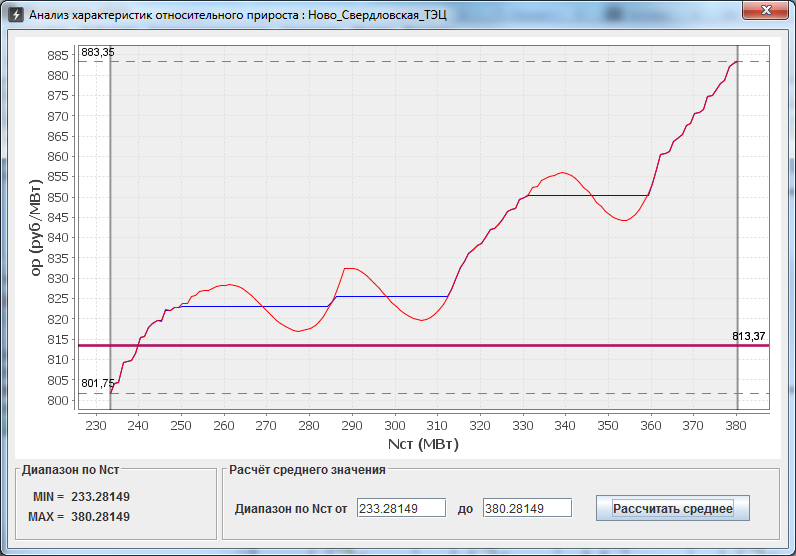 Анализ характеристик относительного прироста : Ново_Свердловская_ТЭЦ
883,35
885
880
875
870
865
860
855
850
845
840
835
830
825
820
815
810
805
800
ор (руб/МВт)
813,37
801,75
230 240 250 260 270 280 290 300 310 320 330 340 350 360 370 380
Nст (МВт)
Диапазон по Nст
MIN = 233.28149
MAX = 380.28149
Расчёт среднего значения
Диапазон по Nст от 233.28149 до 380.28149 Рассчитать среднее